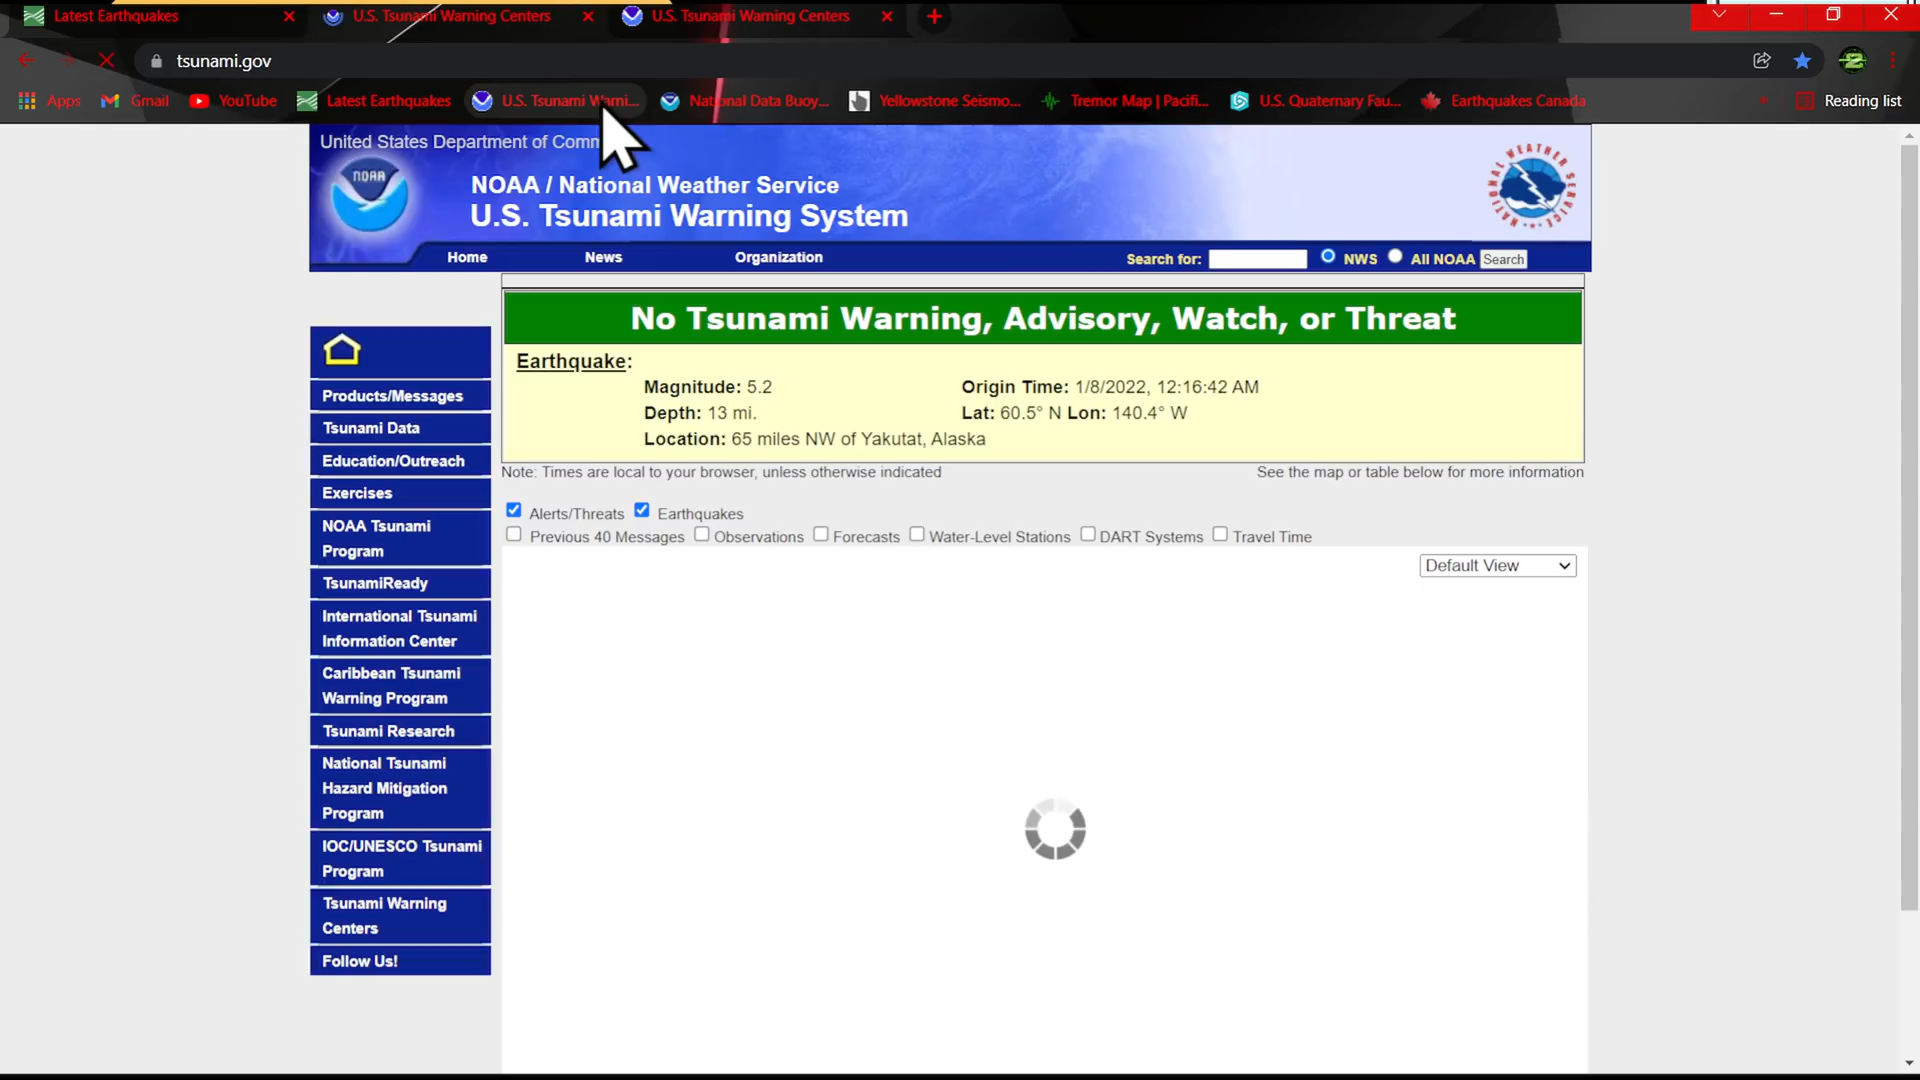 Latest Earthquakes U.S. Tsunami Warning Centers U.S. Tsunami Warning Centers
tsunami.gov
Apps Gmail YouTube Latest Earthquakes U.S. Tsunami Warni... National Data Buoy... Yellowstone Seismo... Tremor Map | Pacifi... U.S. Quaternary Fau... Earthquakes Canada Reading list
United States Department of Comm
NOAA
NOAA / National Weather Service
U.S. Tsunami Warning System
NATIONAL WEATHER SERVICE
Home News Organization Search for: NWS All NOAA Search
No Tsunami Warning, Advisory, Watch, or Threat
Earthquake:
Magnitude: 5.2 Origin Time: 1/8/2022, 12:16:42 AM
Depth: 13 mi. Lat: 60.5° N Lon: 140.4° W
Location: 65 miles NW of Yakutat, Alaska
Note: Times are local to your browser, unless otherwise indicated See the map or table below for more information
Alerts/Threats Earthquakes
Previous 40 Messages Observations Forecasts Water-Level Stations DART Systems Travel Time
Default View
Products/Messages
Tsunami Data
Education/Outreach
Exercises
NOAA Tsunami
Program
TsunamiReady
International Tsunami
Information Center
Caribbean Tsunami
Warning Program
Tsunami Research
National Tsunami
Hazard Mitigation
Program
IOC/UNESCO Tsunami
Program
Tsunami Warning
Centers
Follow Us!